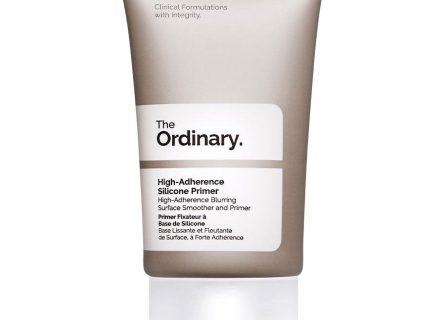 Clinical Formulations
with Integrity.
The
Ordinary.
High-Adherence
Silicone Primer
High-Adherence Blurring
Surface Smoother and Primer
Primer Fixateur à
Base de Silicone
Base Lissante et Floutante
de Surface, à Forte Adhérence